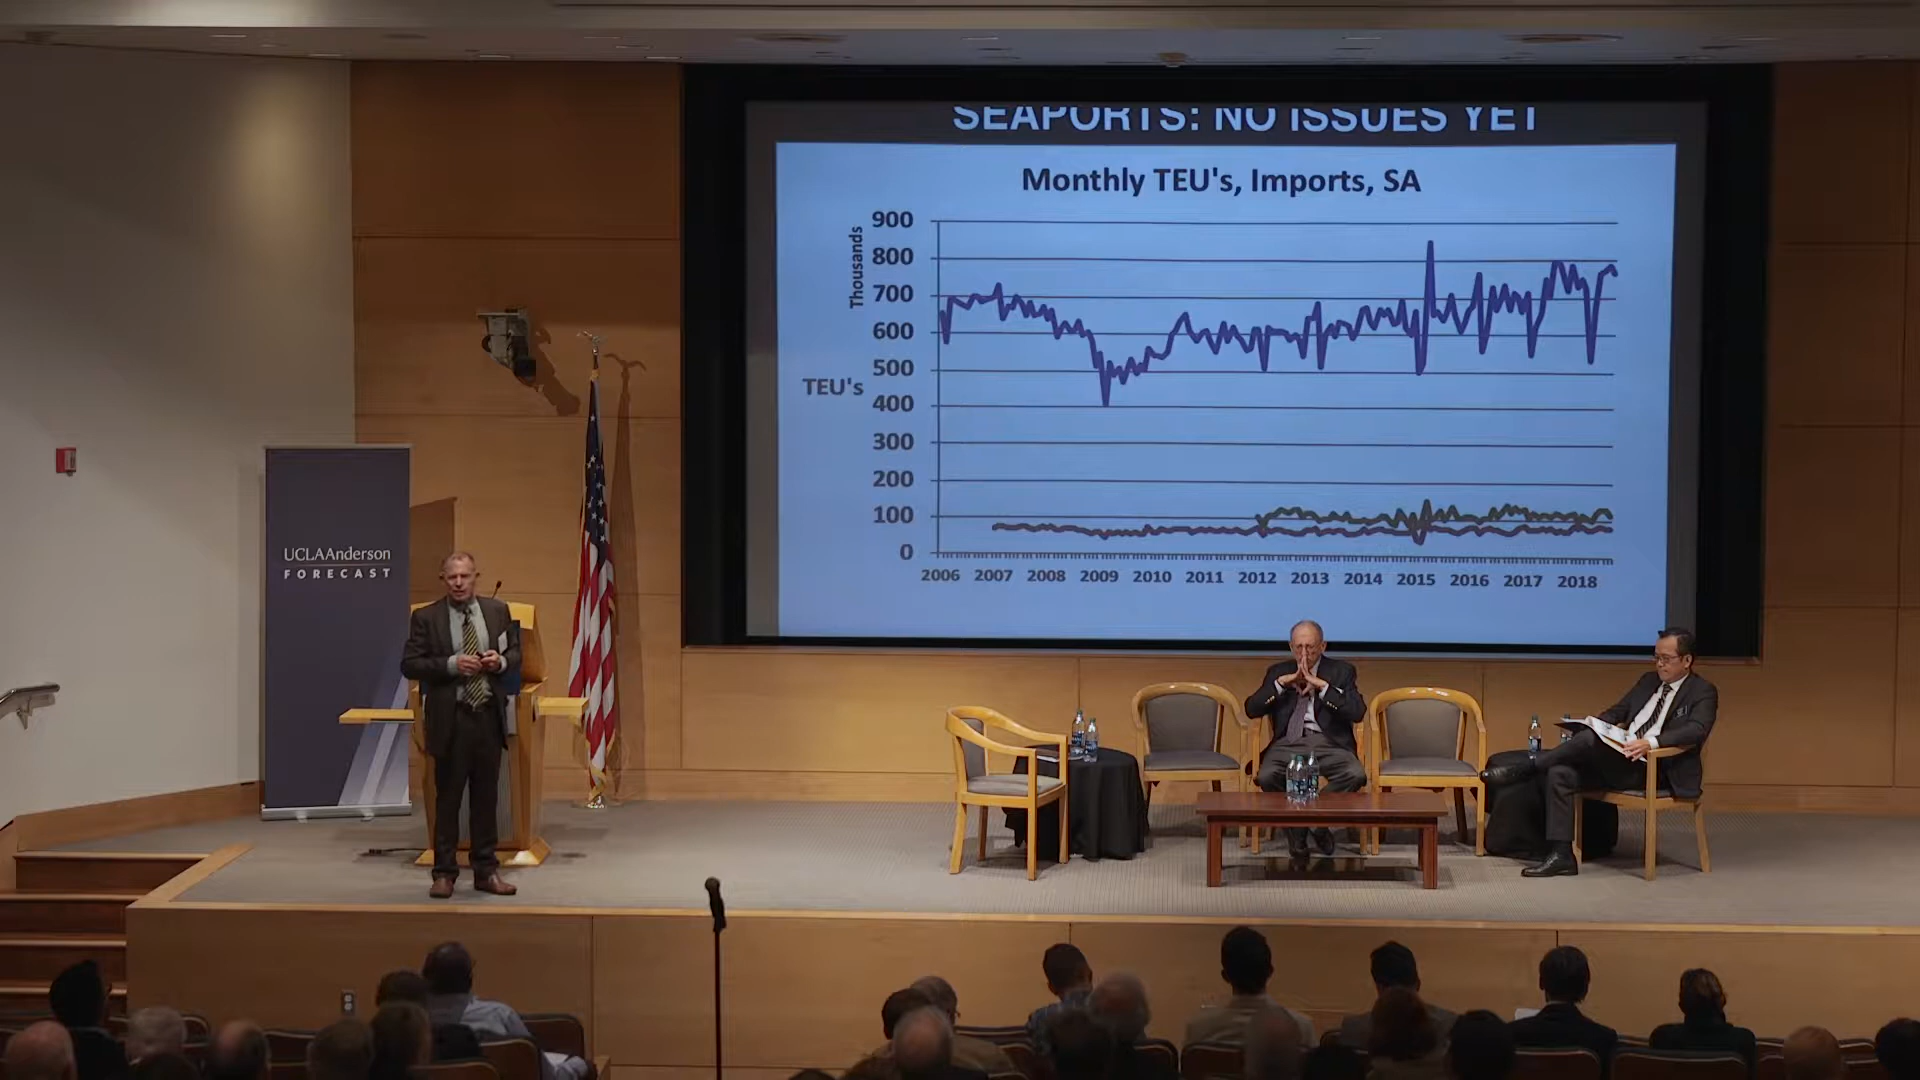 SEAPORTS: NO ISSUES YET
Monthly TEU's, Imports, SA
Thousands
900
800
700
600
500
TEU's
400
300
200
100
0
2006 2007 2008 2009 2010 2011 2012 2013 2014 2015 2016 2017 2018
UCLAAnderson
FORECAST